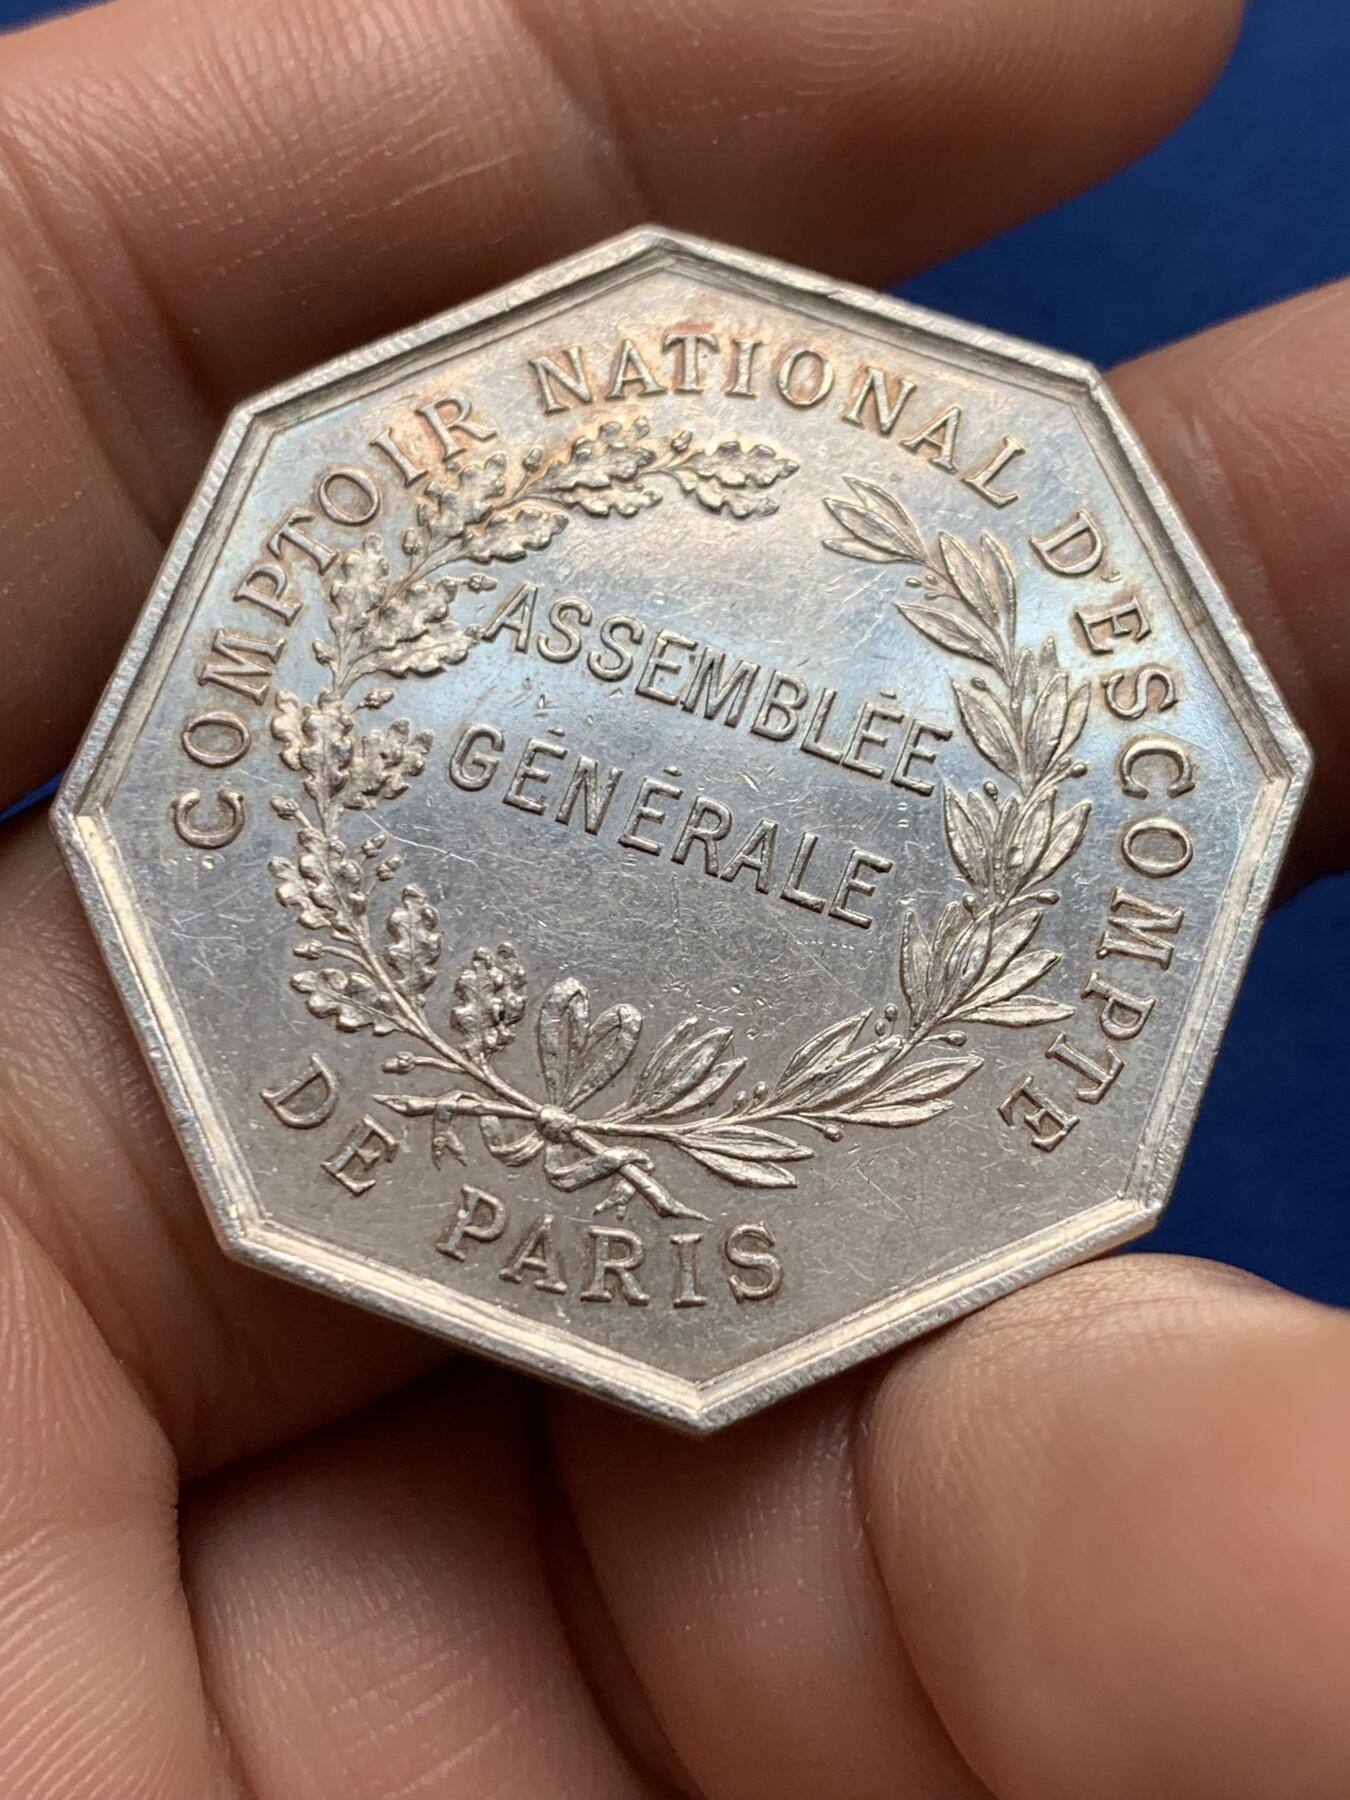 COMPTOIR NATIONAL D'ESCOMPTE
DE PARIS
ASSEMBLÉE
GÉNÉRALE